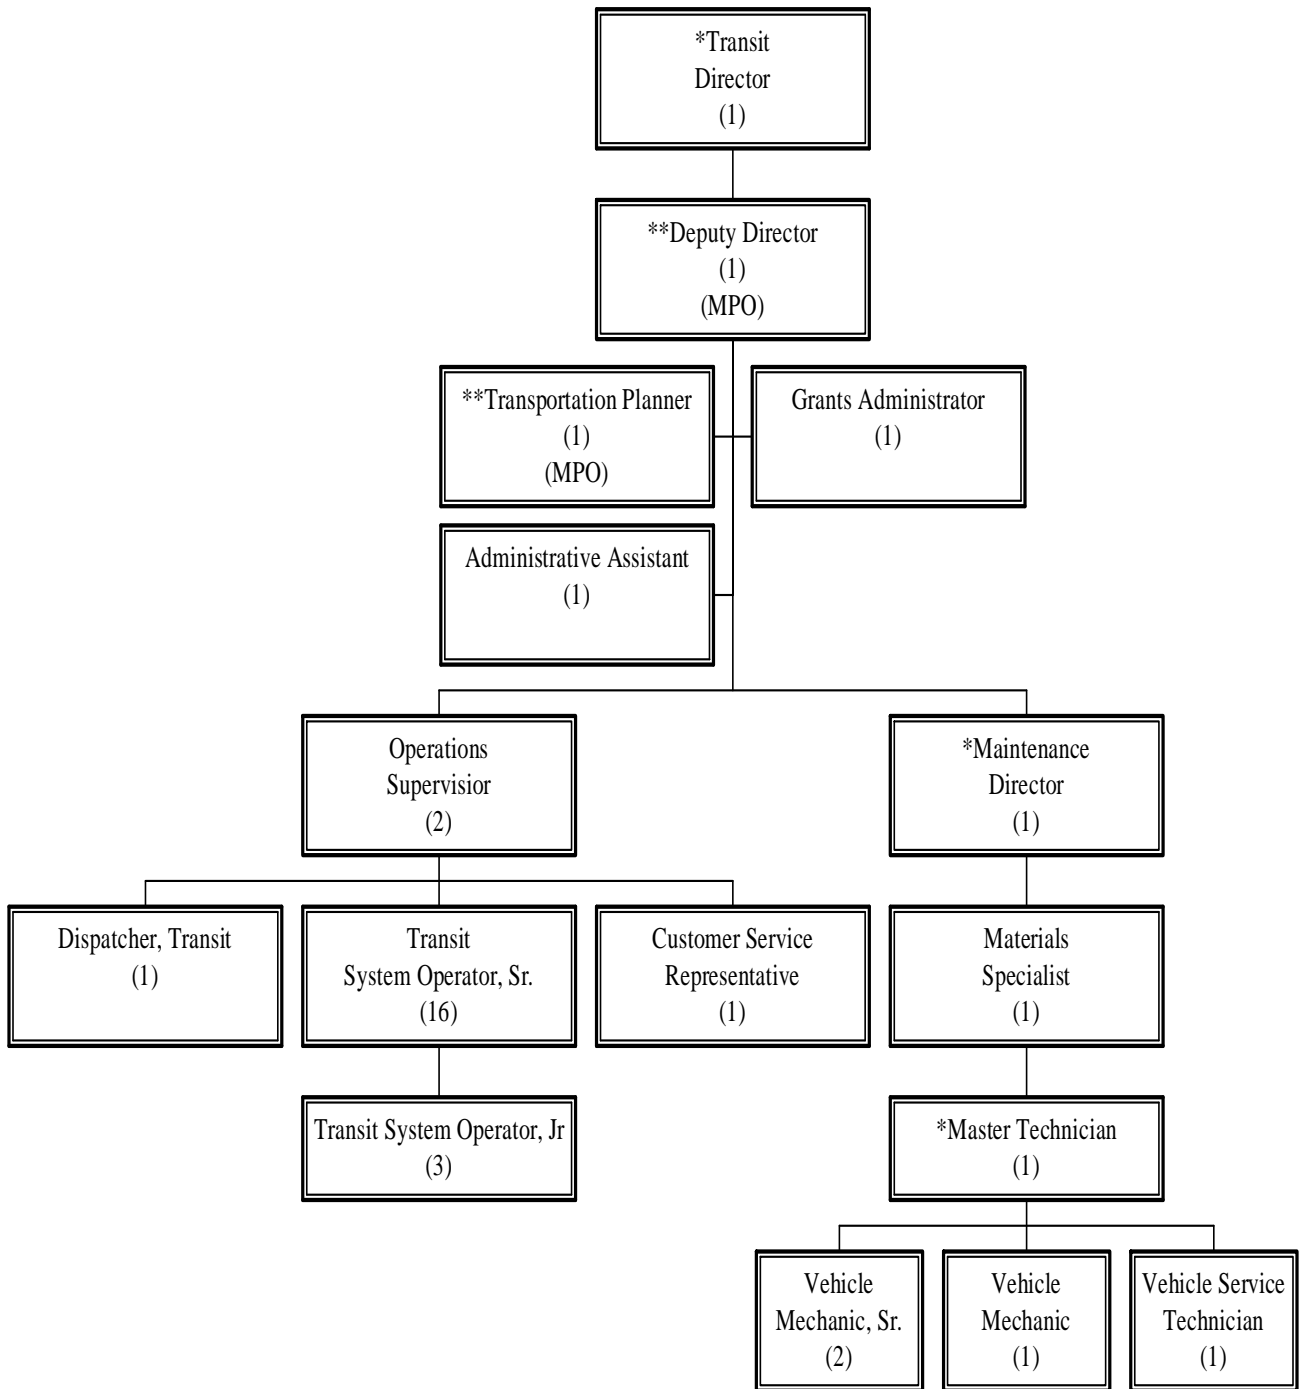 *Transit
Director
(1)
**Deputy Director
(1)
(MPO)
**Transportation Planner
(1)
(MPO)
Grants Administrator
(1)
Administrative Assistant
(1)
Operations
Supervisior
(2)
*Maintenance
Director
(1)
Dispatcher, Transit
(1)
Transit
System Operator, Sr.
(16)
Customer Service
Representative
(1)
Materials
Specialist
(1)
Transit System Operator, Jr
(3)
*Master Technician
(1)
Vehicle
Mechanic, Sr.
(2)
Vehicle
Mechanic
(1)
Vehicle Service
Technician
(1)